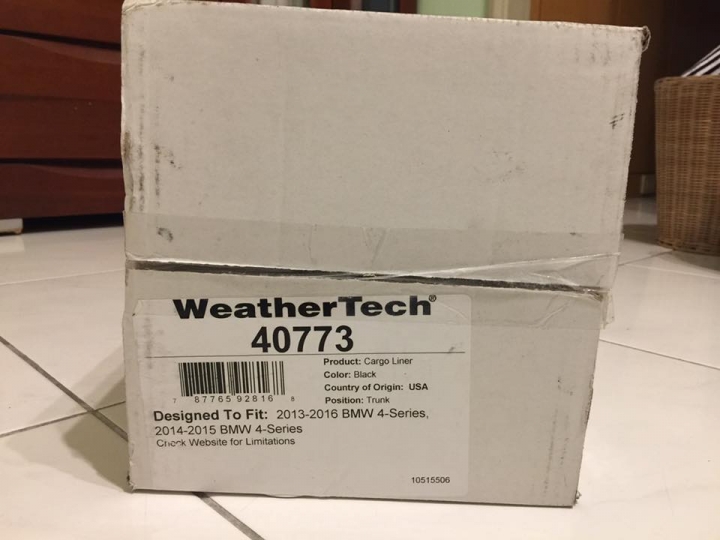 WeatherTech®
40773
Product: Cargo Liner
Color: Black
Country of Origin: USA
Position: Trunk
7 87765 92816 8
Designed To Fit: 2013-2016 BMW 4-Series,
2014-2015 BMW 4-Series
Check Website for Limitations
10515506